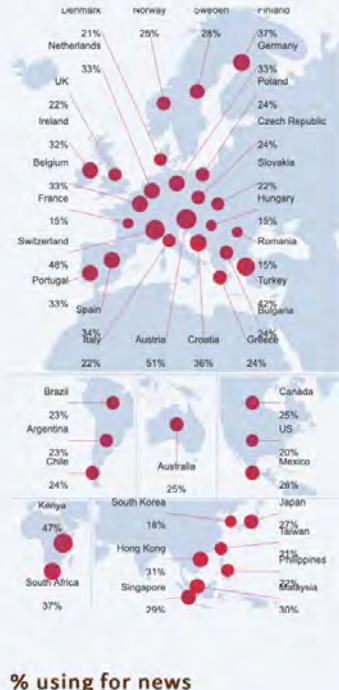 Denmark Norway Sweden Finland
21% 25% 28% 37%
Netherlands Germany
33% 33%
UK Poland
22% 24%
Ireland Czech Republic
32% 24%
Belgium Slovakia
33% 22%
France Hungary
15% 15%
Switzerland Romania
48% 15%
Portugal Turkey
33% 42%
Spain Bulgaria
34% 24%
Italy Austria Croatia Greece
22% 51% 36% 24%
Brazil Canada
23% 25%
Argentina US
23% 20%
Chile Australia Mexico
24% 25% 26%
Kenya South Korea Japan
47% 18% 27%
Taiwan
21%
Hong Kong Philippines
31% 22%
South Africa Singapore Malaysia
37% 29% 30%
% using for news